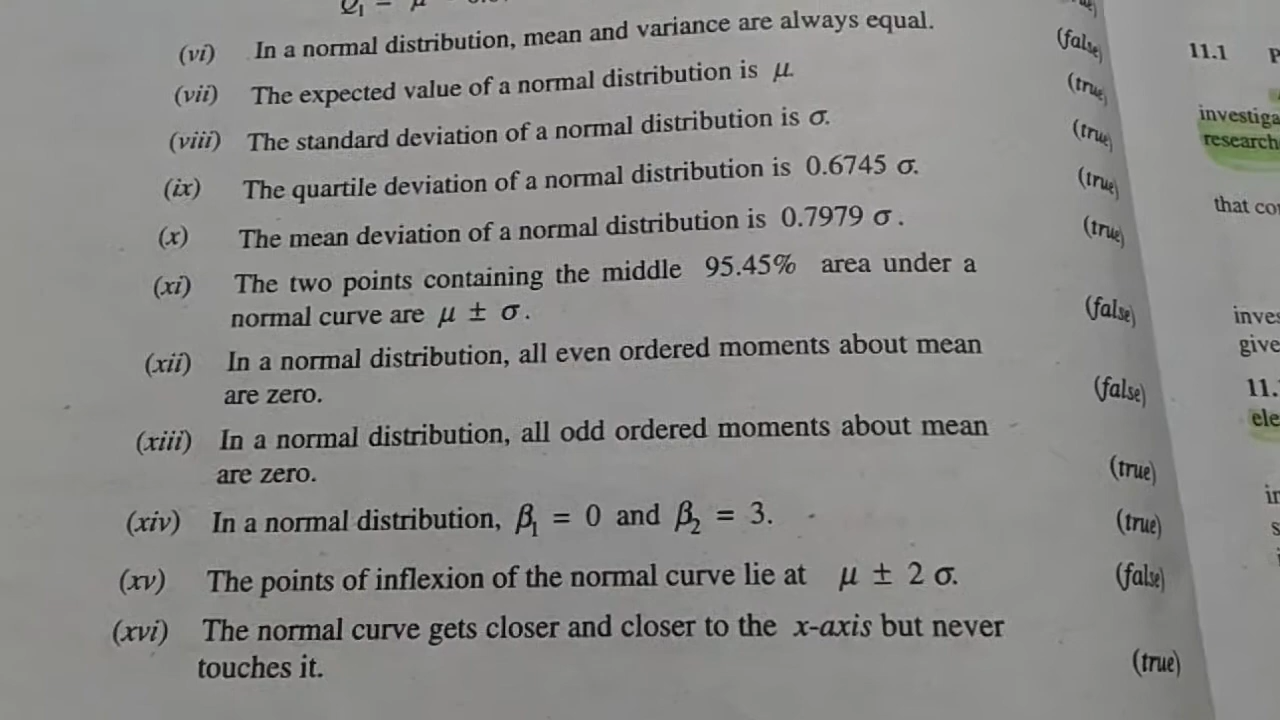 (vi) In a normal distribution, mean and variance are always equal. (false)
(vii) The expected value of a normal distribution is μ. (true)
(viii) The standard deviation of a normal distribution is σ. (true)
(ix) The quartile deviation of a normal distribution is 0.6745 σ. (true)
(x) The mean deviation of a normal distribution is 0.7979 σ. (true)
(xi) The two points containing the middle 95.45% area under a
normal curve are μ ± σ. (false)
(xii) In a normal distribution, all even ordered moments about mean
are zero. (false)
(xiii) In a normal distribution, all odd ordered moments about mean
are zero. (true)
(xiv) In a normal distribution, β₁ = 0 and β₂ = 3. (true)
(xv) The points of inflexion of the normal curve lie at μ ± 2 σ. (false)
(xvi) The normal curve gets closer and closer to the x-axis but never
touches it. (true)
11.1
research
that